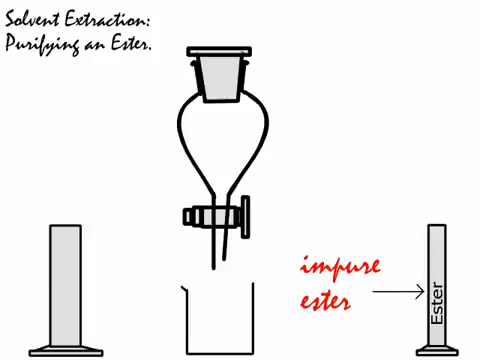 Solvent Extraction:
Purifying an Ester.
impure
ester
Ester